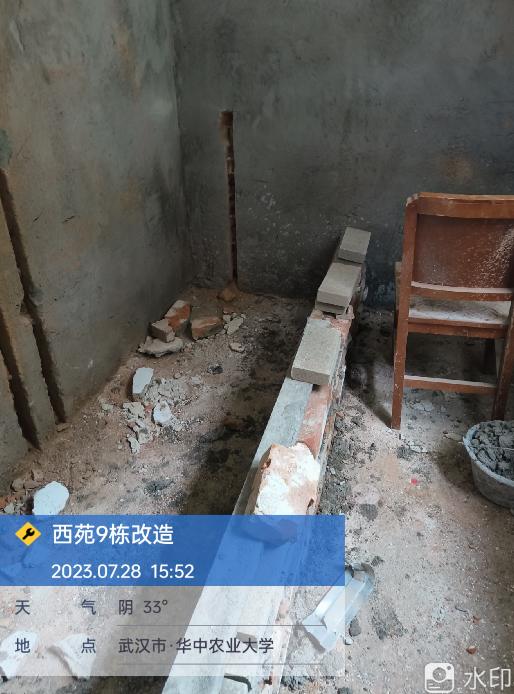 西苑9栋改造
2023.07.28 15:52
天 气 阴 33°
地 点 武汉市·华中农业大学
水印